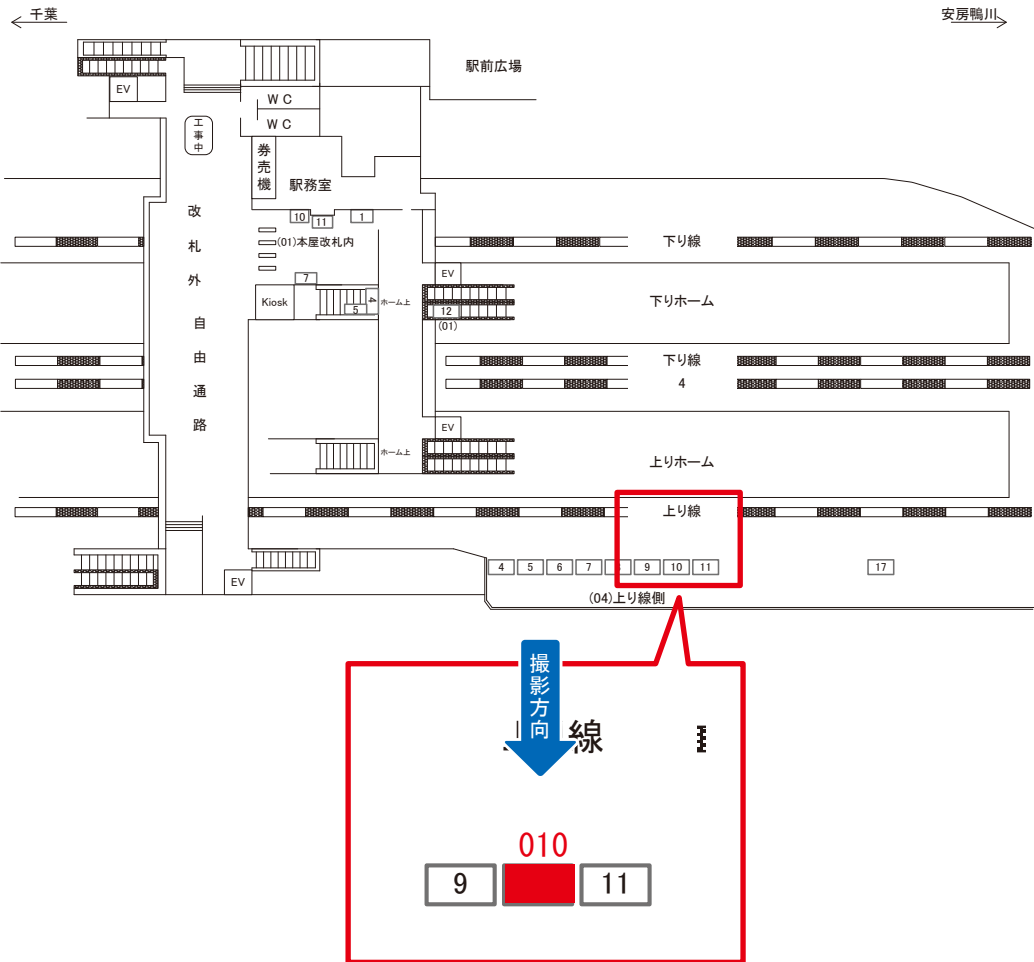 千葉
安房鴨川
駅前広場
EV
WC
WC
工事中
券売機
駅務室
改札外自由通路
10
11
1
(01)本屋改札内
下り線
7
EV
Kiosk
4
5
ホーム上
12
(01)
下りホーム
下り線
4
EV
ホーム上
上りホーム
上り線
EV
4
5
6
7
8
9
10
11
17
(04)上り線側
撮影方向
線
010
9
11